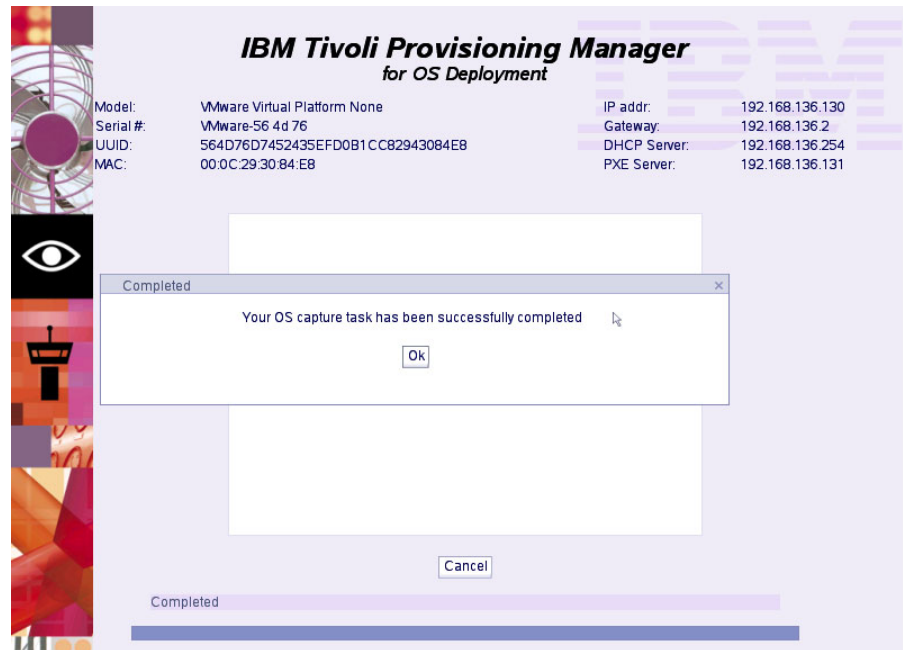 IBM Tivoli Provisioning Manager
for OS Deployment
Model: VMware Virtual Platform None IP addr: 192.168.136.130
Serial #: VMware-56 4d 76 Gateway: 192.168.136.2
UUID: 564D76D7452435EFD0B1CC82943084E8 DHCP Server: 192.168.136.254
MAC: 00:0C:29:30:84:E8 PXE Server: 192.168.136.131
Completed ×
Your OS capture task has been successfully completed
Ok
Cancel
Completed